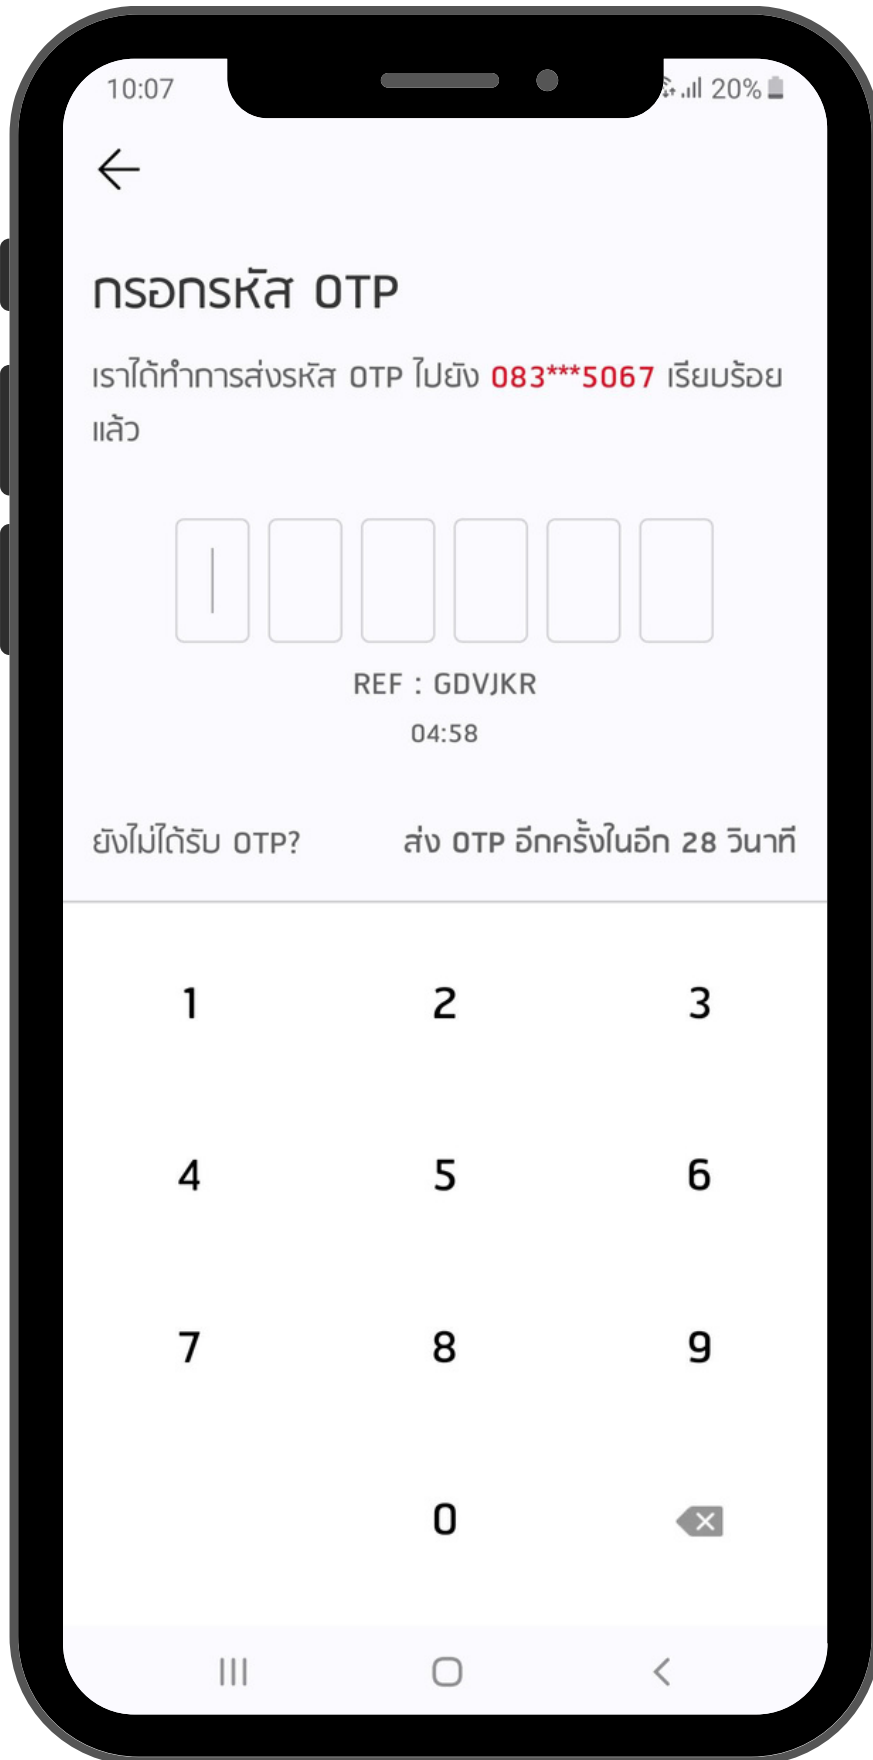 10:07
20%
กรอกรหัส OTP
เราได้ทำการส่งรหัส OTP ไปยัง 083***5067 เรียบร้อย
แล้ว
REF : GDVJKR
04:58
ยังไม่ได้รับ OTP? ส่ง OTP อีกครั้งในอีก 28 วินาที
1 2 3
4 5 6
7 8 9
0